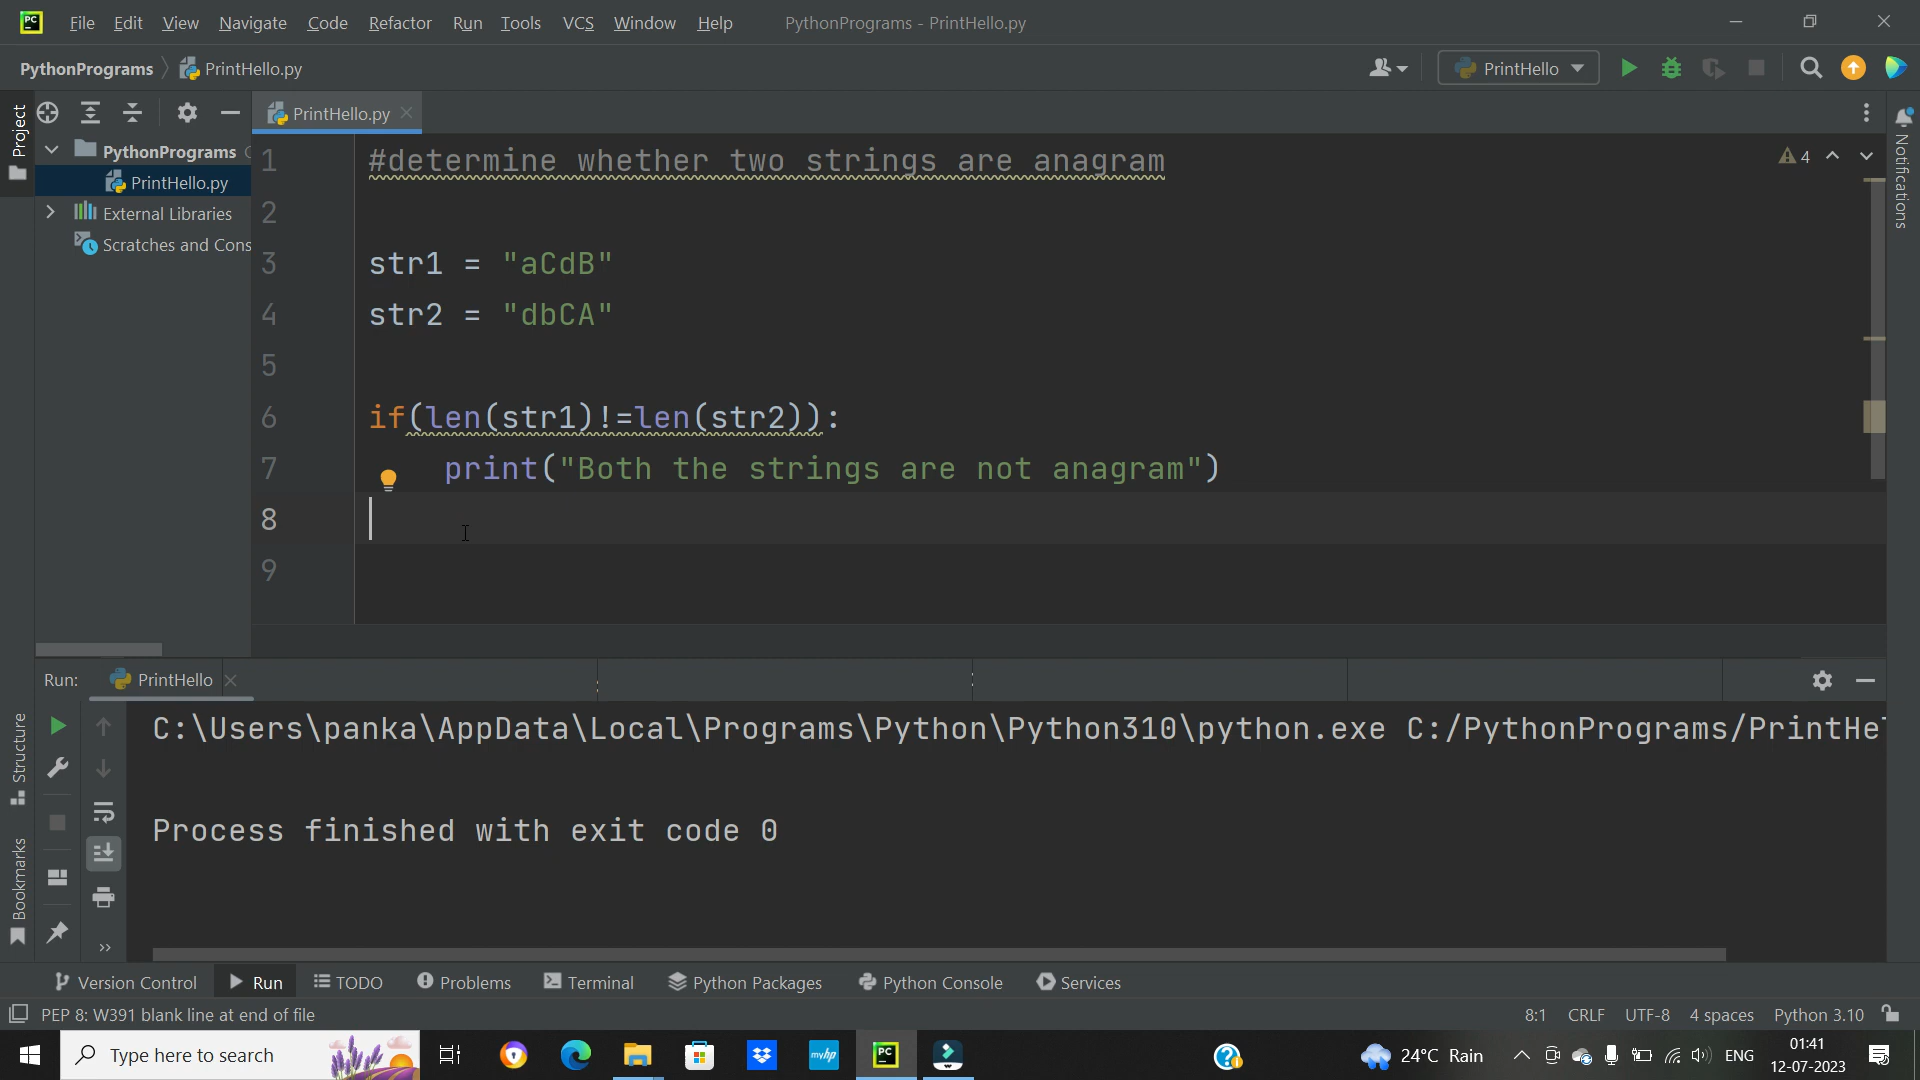 PC File Edit View Navigate Code Refactor Run Tools VCS Window Help PythonPrograms - PrintHello.py
PythonPrograms PrintHello.py PrintHello
Project
PrintHello.py
PythonPrograms
PrintHello.py
External Libraries
Scratches and Cons
1 #determine whether two strings are anagram
4
2
3 str1 = "aCdB"
4 str2 = "dbCA"
5
6 if(len(str1)!=len(str2)):
7 print("Both the strings are not anagram")
8
9
Notifications
Run: PrintHello
C:\Users\panka\AppData\Local\Programs\Python\Python310\python.exe C:/PythonPrograms/PrintHel
Process finished with exit code 0
Structure
Bookmarks
Version Control Run TODO Problems Terminal Python Packages Python Console Services
PEP 8: W391 blank line at end of file 8:1 CRLF UTF-8 4 spaces Python 3.10
Type here to search myhp PC 24°C Rain ENG 01:41
12-07-2023